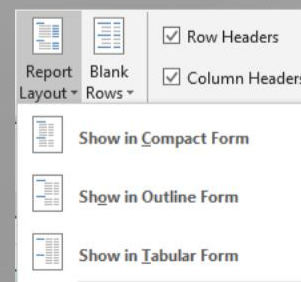 Report Layout
Blank Rows
Row Headers
Column Headers
Show in Compact Form
Show in Outline Form
Show in Tabular Form